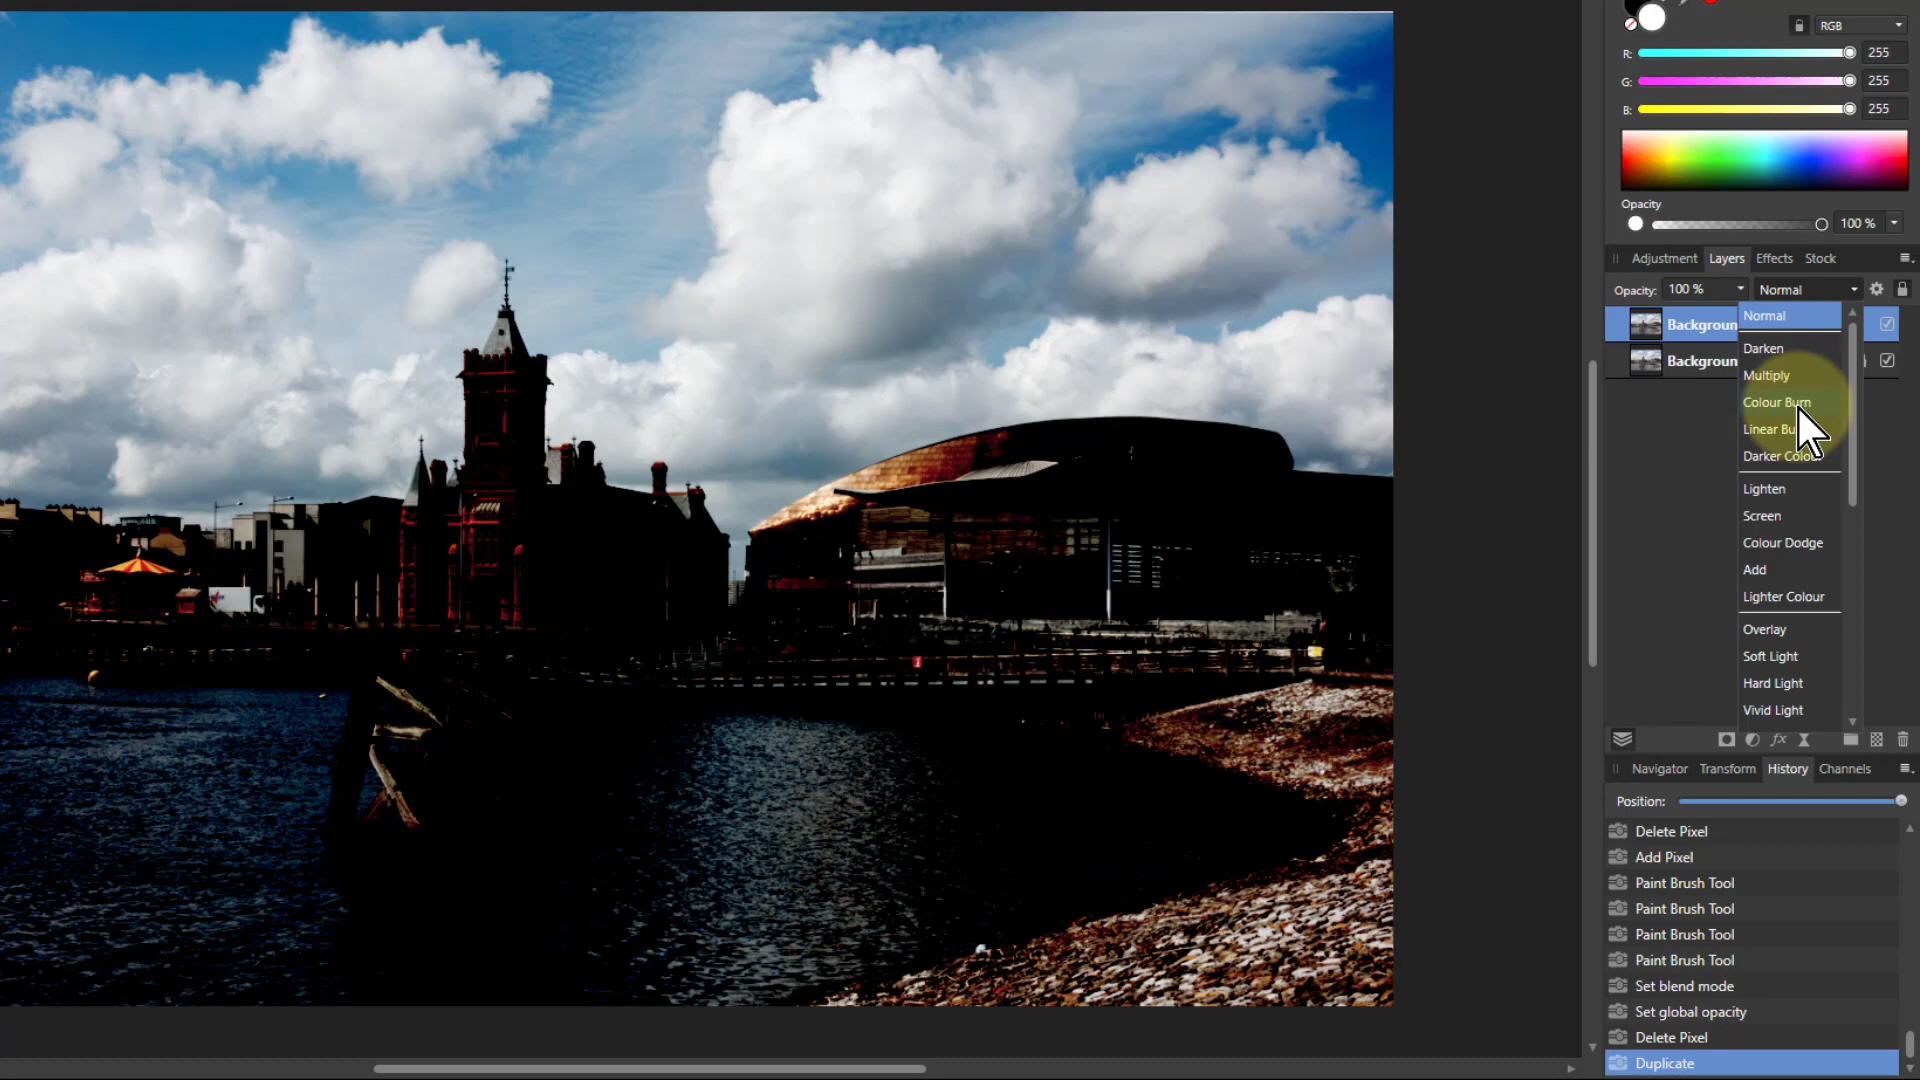 RGB
R: 255
G: 255
B: 255
Opacity
100 %
Adjustment Layers Effects Stock
Opacity: 100 % Normal
Backgroun
Normal
Backgroun
Darken
Multiply
Colour Burn
Linear Bu
Darker Colou
Lighten
Screen
Colour Dodge
Add
Lighter Colour
Overlay
Soft Light
Hard Light
Vivid Light
fx
Navigator Transform History Channels
Position:
Delete Pixel
Add Pixel
Paint Brush Tool
Paint Brush Tool
Paint Brush Tool
Paint Brush Tool
Set blend mode
Set global opacity
Delete Pixel
Duplicate